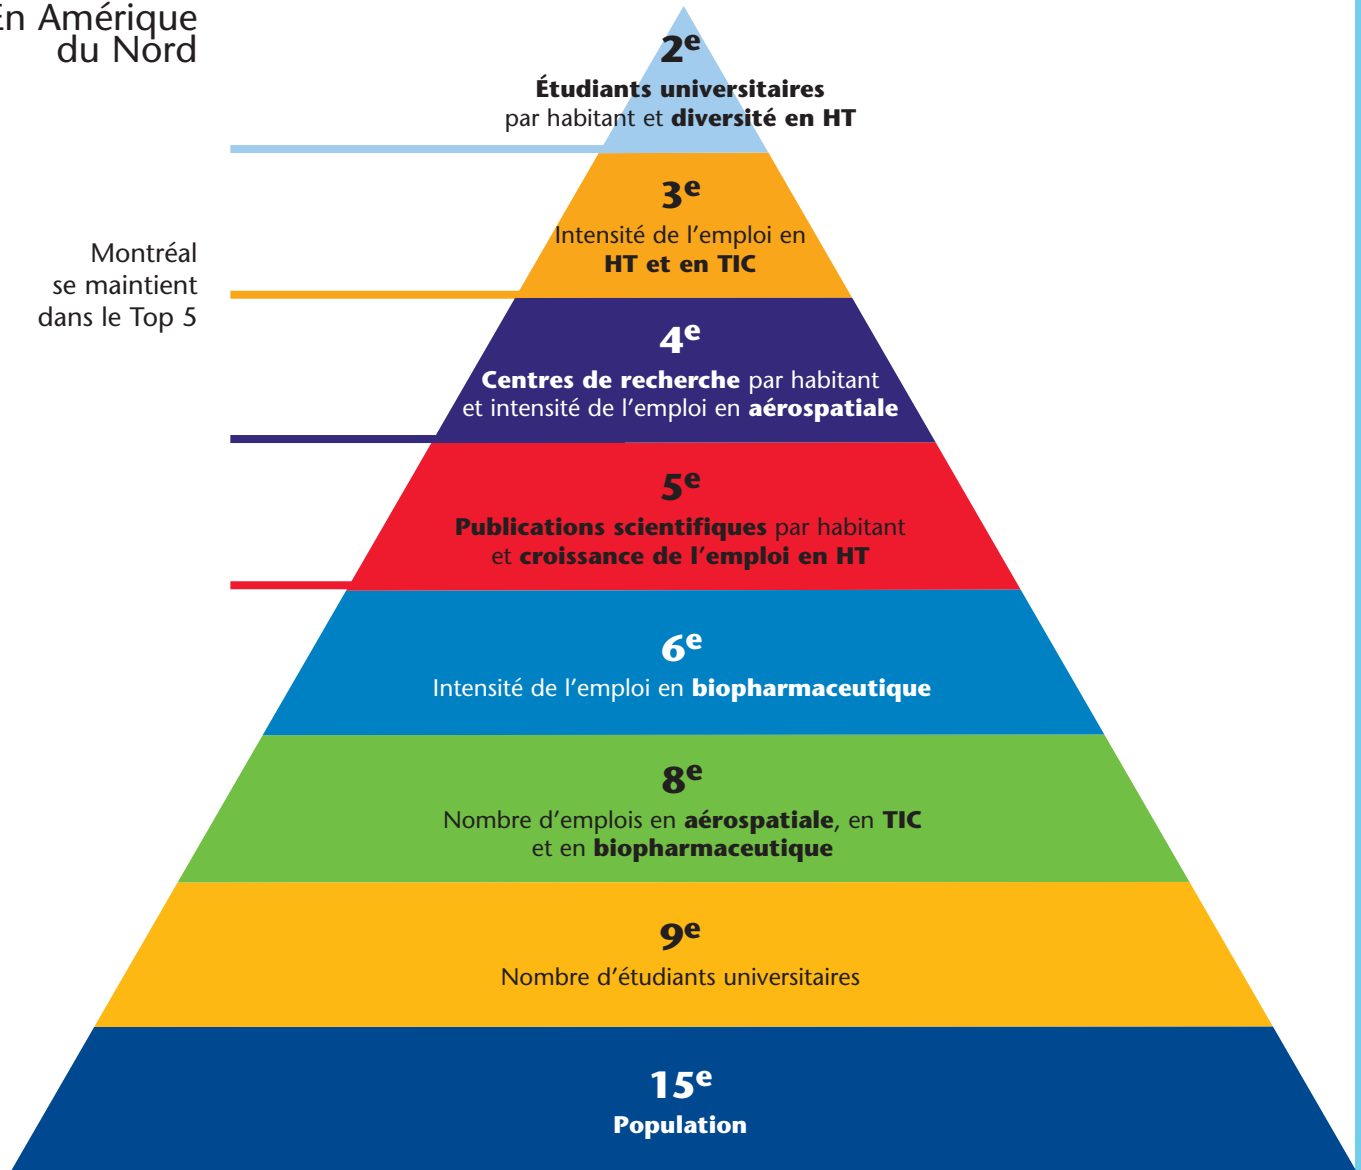 En Amérique
du Nord
2e
Étudiants universitaires
par habitant et diversité en HT
3e
Intensité de l’emploi en
HT et en TIC
Montréal
se maintient
dans le Top 5
4e
Centres de recherche par habitant
et intensité de l’emploi en aérospatiale
5e
Publications scientifiques par habitant
et croissance de l’emploi en HT
6e
Intensité de l’emploi en biopharmaceutique
8e
Nombre d’emplois en aérospatiale, en TIC
et en biopharmaceutique
9e
Nombre d’étudiants universitaires
15e
Population